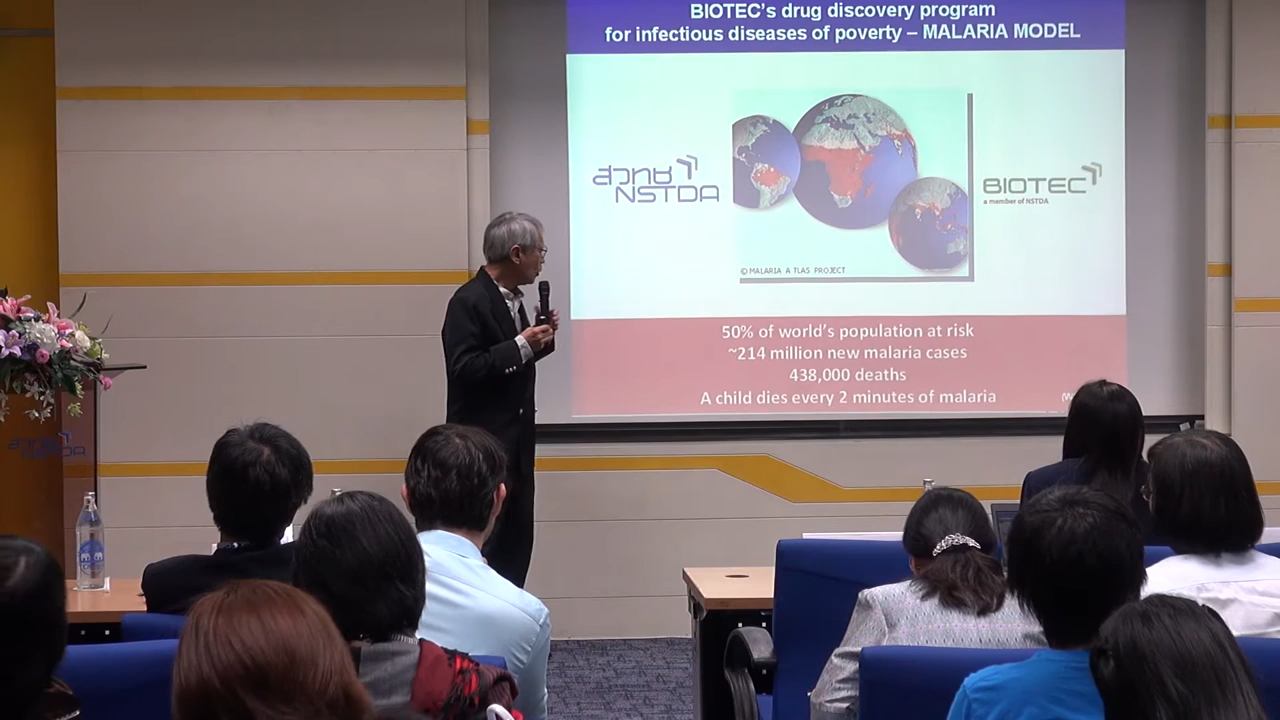 BIOTEC's drug discovery program
for infectious diseases of poverty – MALARIA MODEL
สวทช
NSTDA
BIOTEC
a member of NSTDA
© MALARIA ATLAS PROJECT
50% of world's population at risk
~214 million new malaria cases
438,000 deaths
A child dies every 2 minutes of malaria
NSTDA